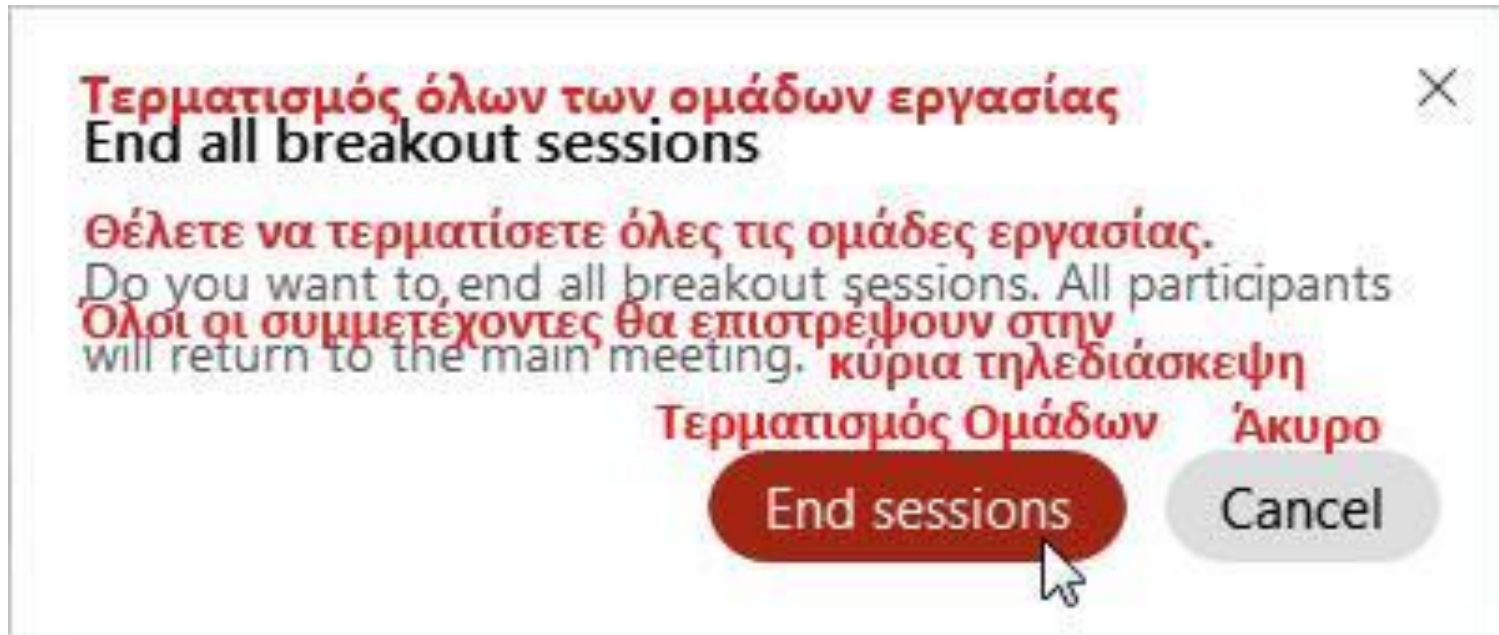 Τερματισμός όλων των ομάδων εργασίας
End all breakout sessions
Θέλετε να τερματίσετε όλες τις ομάδες εργασίας.
Do you want to end all breakout sessions. All participants
Όλοι οι συμμετέχοντες θα επιστρέψουν στην
will return to the main meeting. κύρια τηλεδιάσκεψη
Τερματισμός Ομάδων Άκυρο
End sessions Cancel